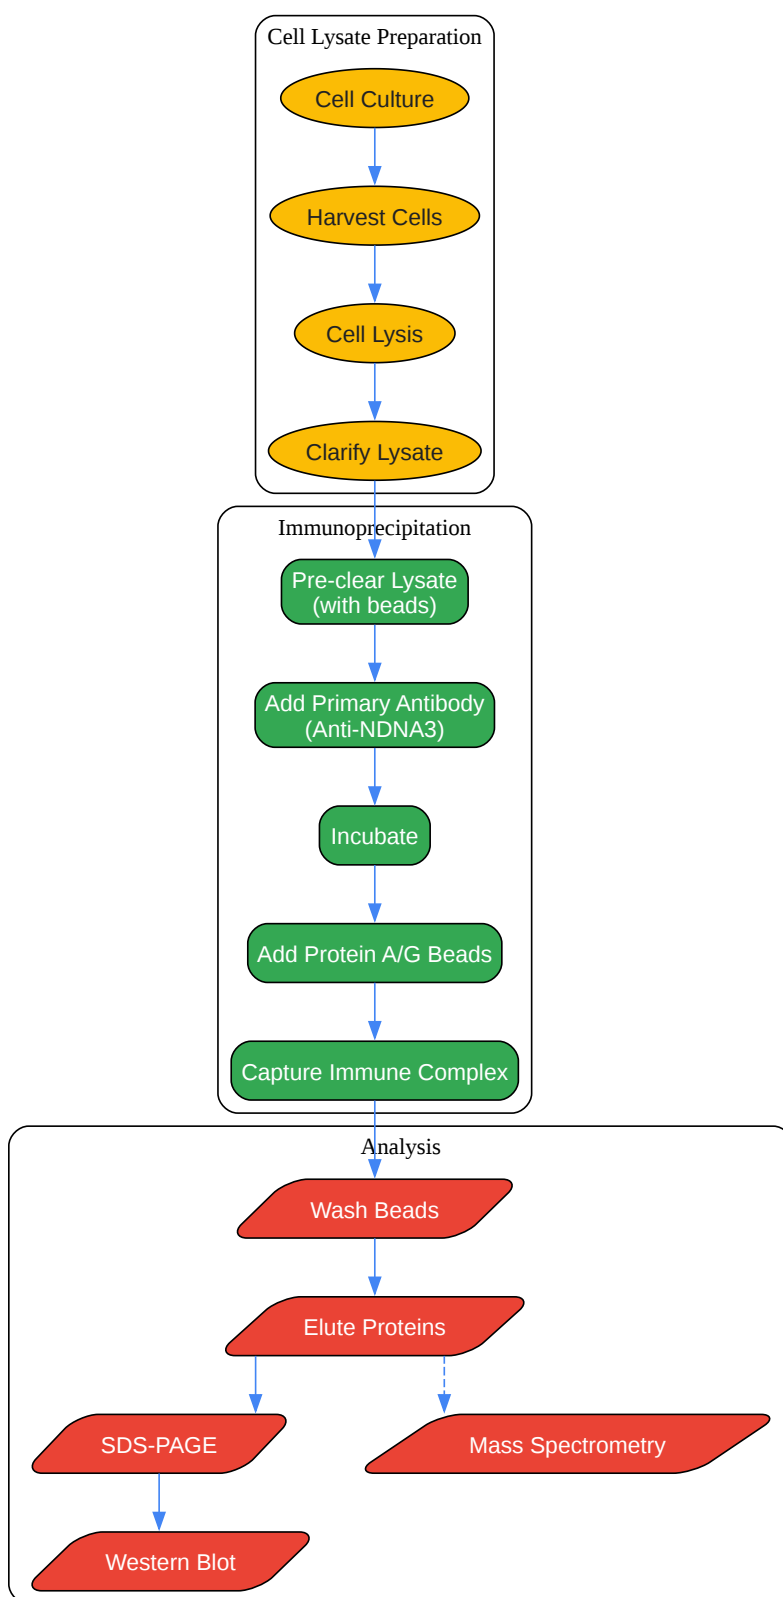 Cell Lysate Preparation
Cell Culture
Harvest Cells
Cell Lysis
Clarify Lysate
Immunoprecipitation
Pre-clear Lysate
(with beads)
Add Primary Antibody
(Anti-NDNA3)
Incubate
Add Protein A/G Beads
Capture Immune Complex
Analysis
Wash Beads
Elute Proteins
SDS-PAGE
Mass Spectrometry
Western Blot